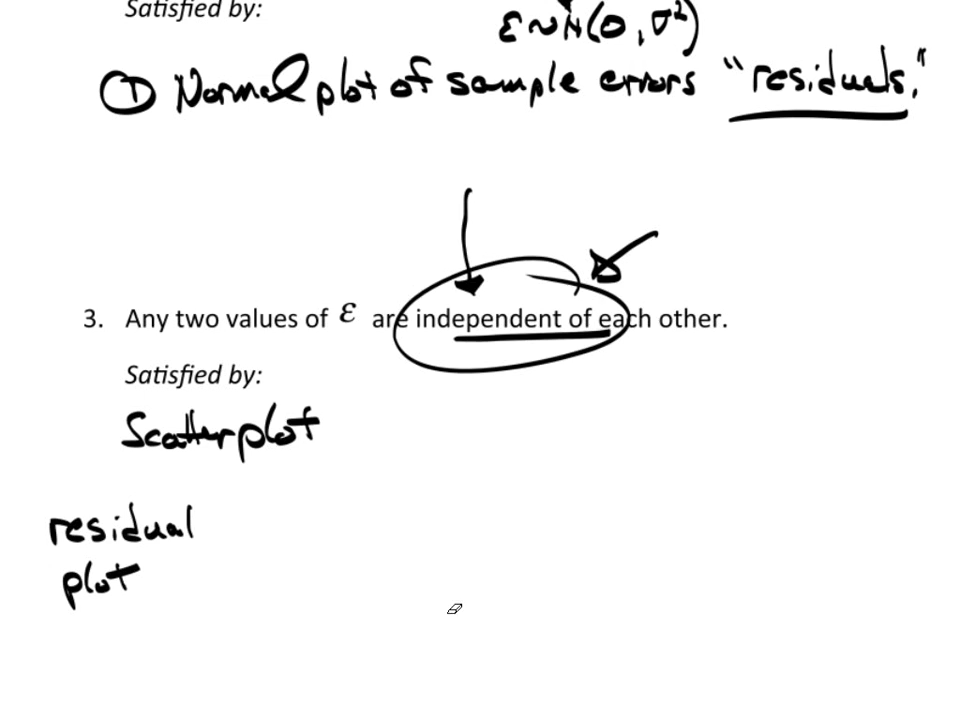 Satisfied by:
ε~N(0, σ²)
① Normal plot of sample errors "residuals."
3. Any two values of ε are independent of each other.
Satisfied by:
Scatterplot
residual
plot